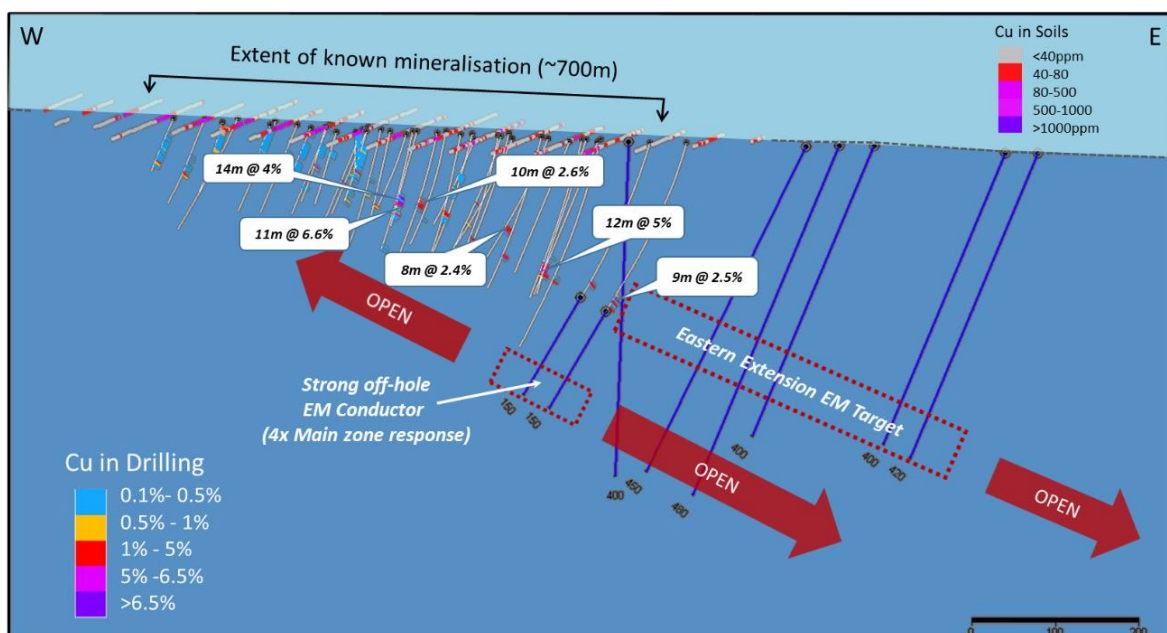 W
E
Cu in Soils
<40ppm
40-80
80-500
500-1000
>1000ppm
Extent of known mineralisation (~700m)
14m @ 4%
10m @ 2.6%
11m @ 6.6%
12m @ 5%
8m @ 2.4%
9m @ 2.5%
OPEN
Eastern Extension EM Target
Strong off-hole
EM Conductor
(4x Main zone response)
150
150
400
460
480
400
400
420
OPEN
OPEN
Cu in Drilling
0.1%- 0.5%
0.5% - 1%
1% - 5%
5% -6.5%
>6.5%
0
100
200